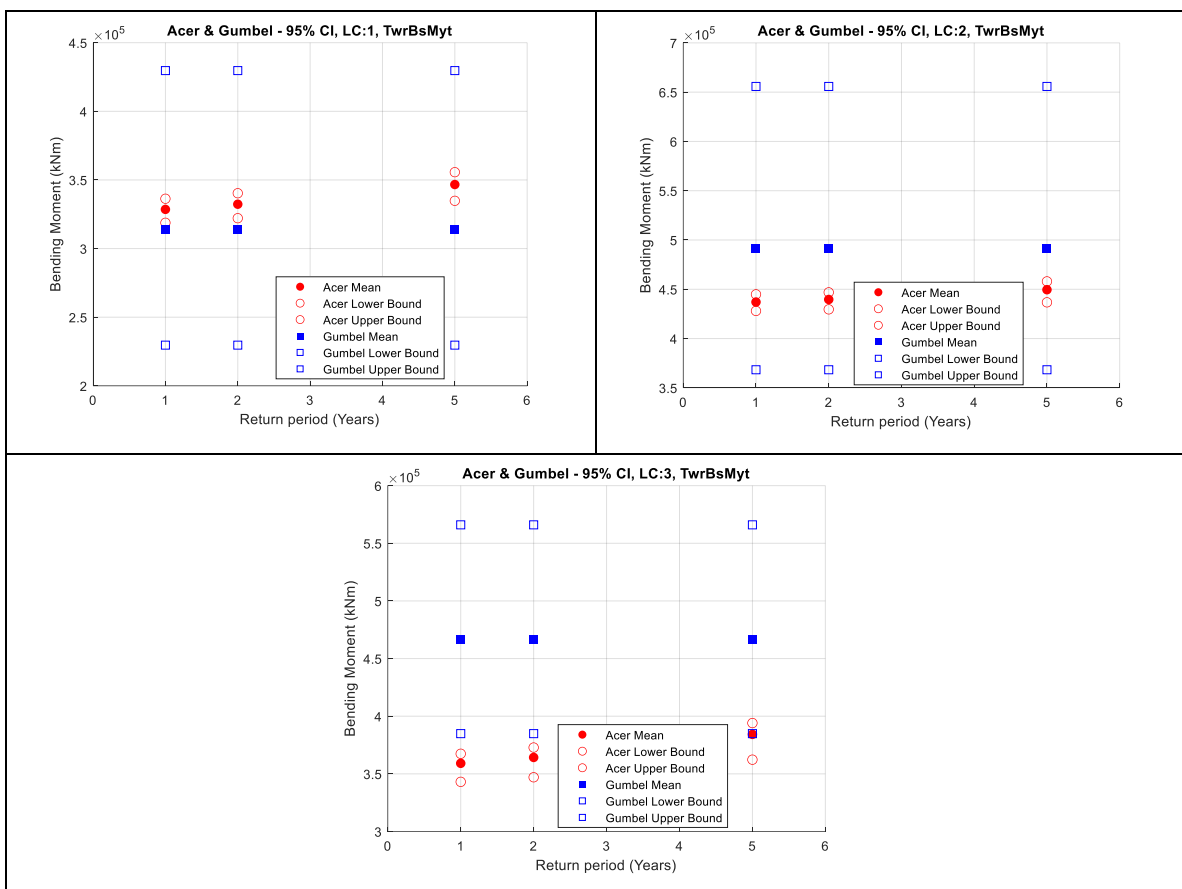 Acer & Gumbel - 95% CI, LC:1, TwrBsMyt
×10⁵
4.5
4
3.5
3
2.5
2
Bending Moment (kNm)
Acer Mean
Acer Lower Bound
Acer Upper Bound
Gumbel Mean
Gumbel Lower Bound
Gumbel Upper Bound
0 1 2 3 4 5 6
Return period (Years)
Acer & Gumbel - 95% CI, LC:2, TwrBsMyt
×10⁵
7
6.5
6
5.5
5
4.5
4
3.5
Bending Moment (kNm)
Acer Mean
Acer Lower Bound
Acer Upper Bound
Gumbel Mean
Gumbel Lower Bound
Gumbel Upper Bound
0 1 2 3 4 5 6
Return period (Years)
Acer & Gumbel - 95% CI, LC:3, TwrBsMyt
×10⁵
6
5.5
5
4.5
4
3.5
3
Bending Moment (kNm)
Acer Mean
Acer Lower Bound
Acer Upper Bound
Gumbel Mean
Gumbel Lower Bound
Gumbel Upper Bound
0 1 2 3 4 5 6
Return period (Years)